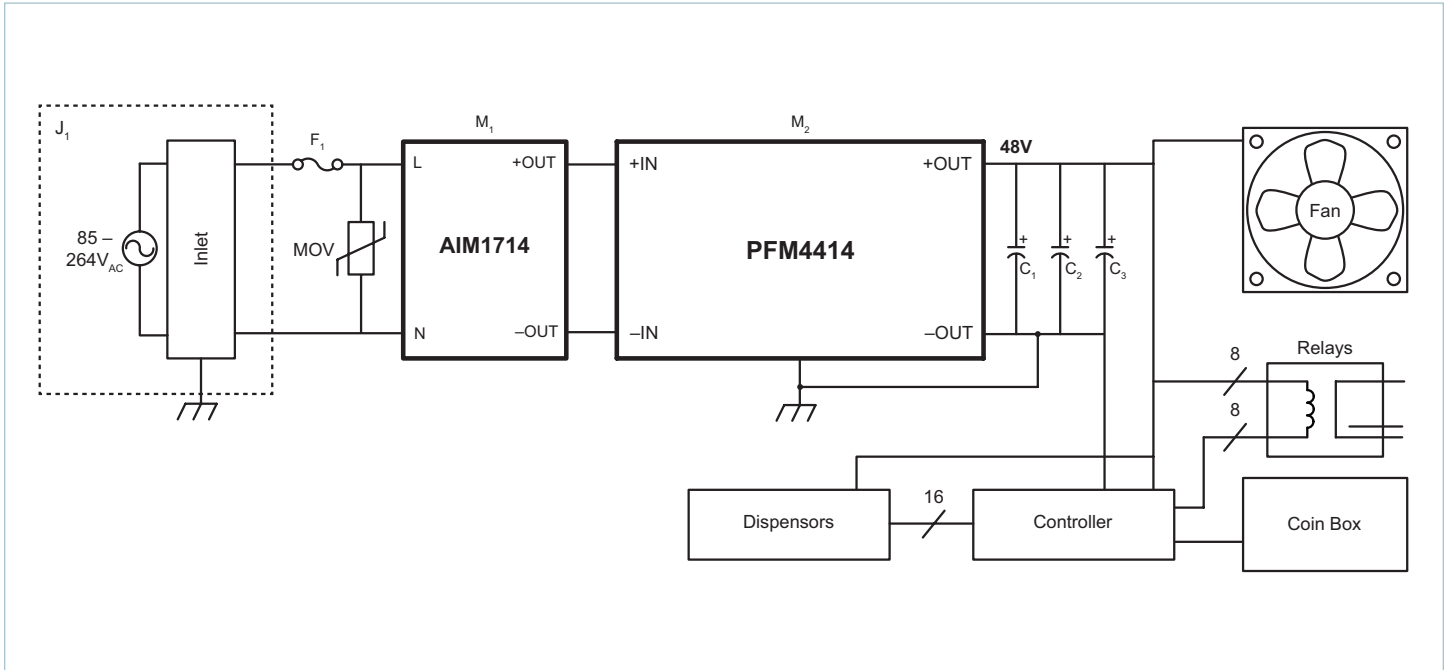 J1
85 –
264VAC
Inlet
F1
MOV
M1
L
+OUT
AIM1714
N
–OUT
M2
+IN
+OUT
PFM4414
–IN
–OUT
48V
+
C1
+
C2
+
C3
Fan
Relays
8
8
Dispensors
16
Controller
Coin Box